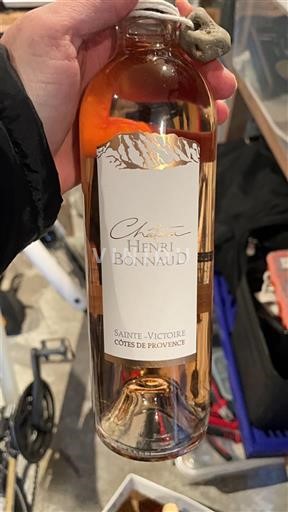 Château
HENRI
BONNAUD
SAINTE-VICTOIRE
CÔTES DE PROVENCE